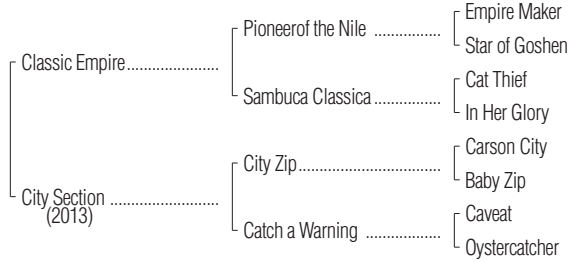 Empire Maker
Pioneerof the Nile ................
Star of Goshen
Classic Empire......................
Cat Thief
Sambuca Classica................
In Her Glory
Carson City
City Zip..................................
Baby Zip
City Section ..........................
(2013)
Caveat
Catch a Warning ..................
Oystercatcher